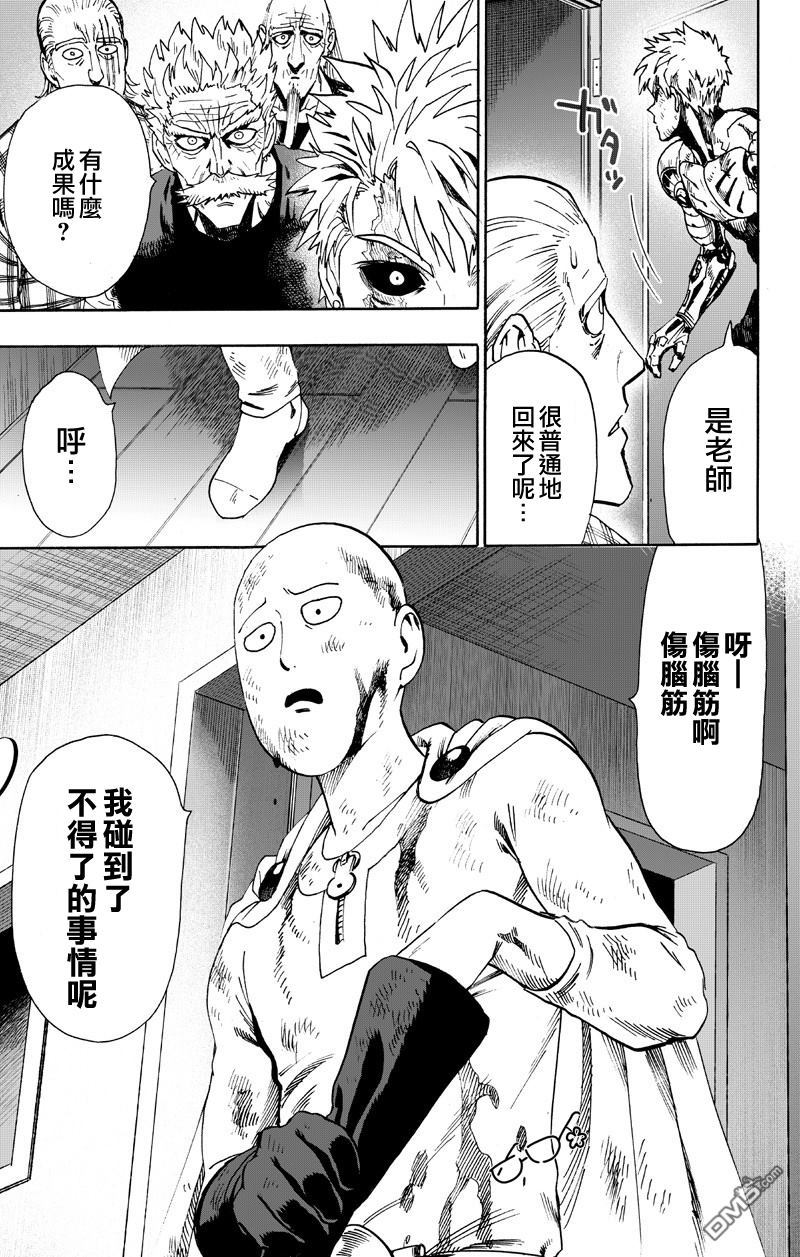 ガタッ
是老師
很普通地
回來了呢…
有什麼
成果嗎?
呼…
呀—
傷腦筋啊
傷腦筋
我碰到了
不得了的事情呢